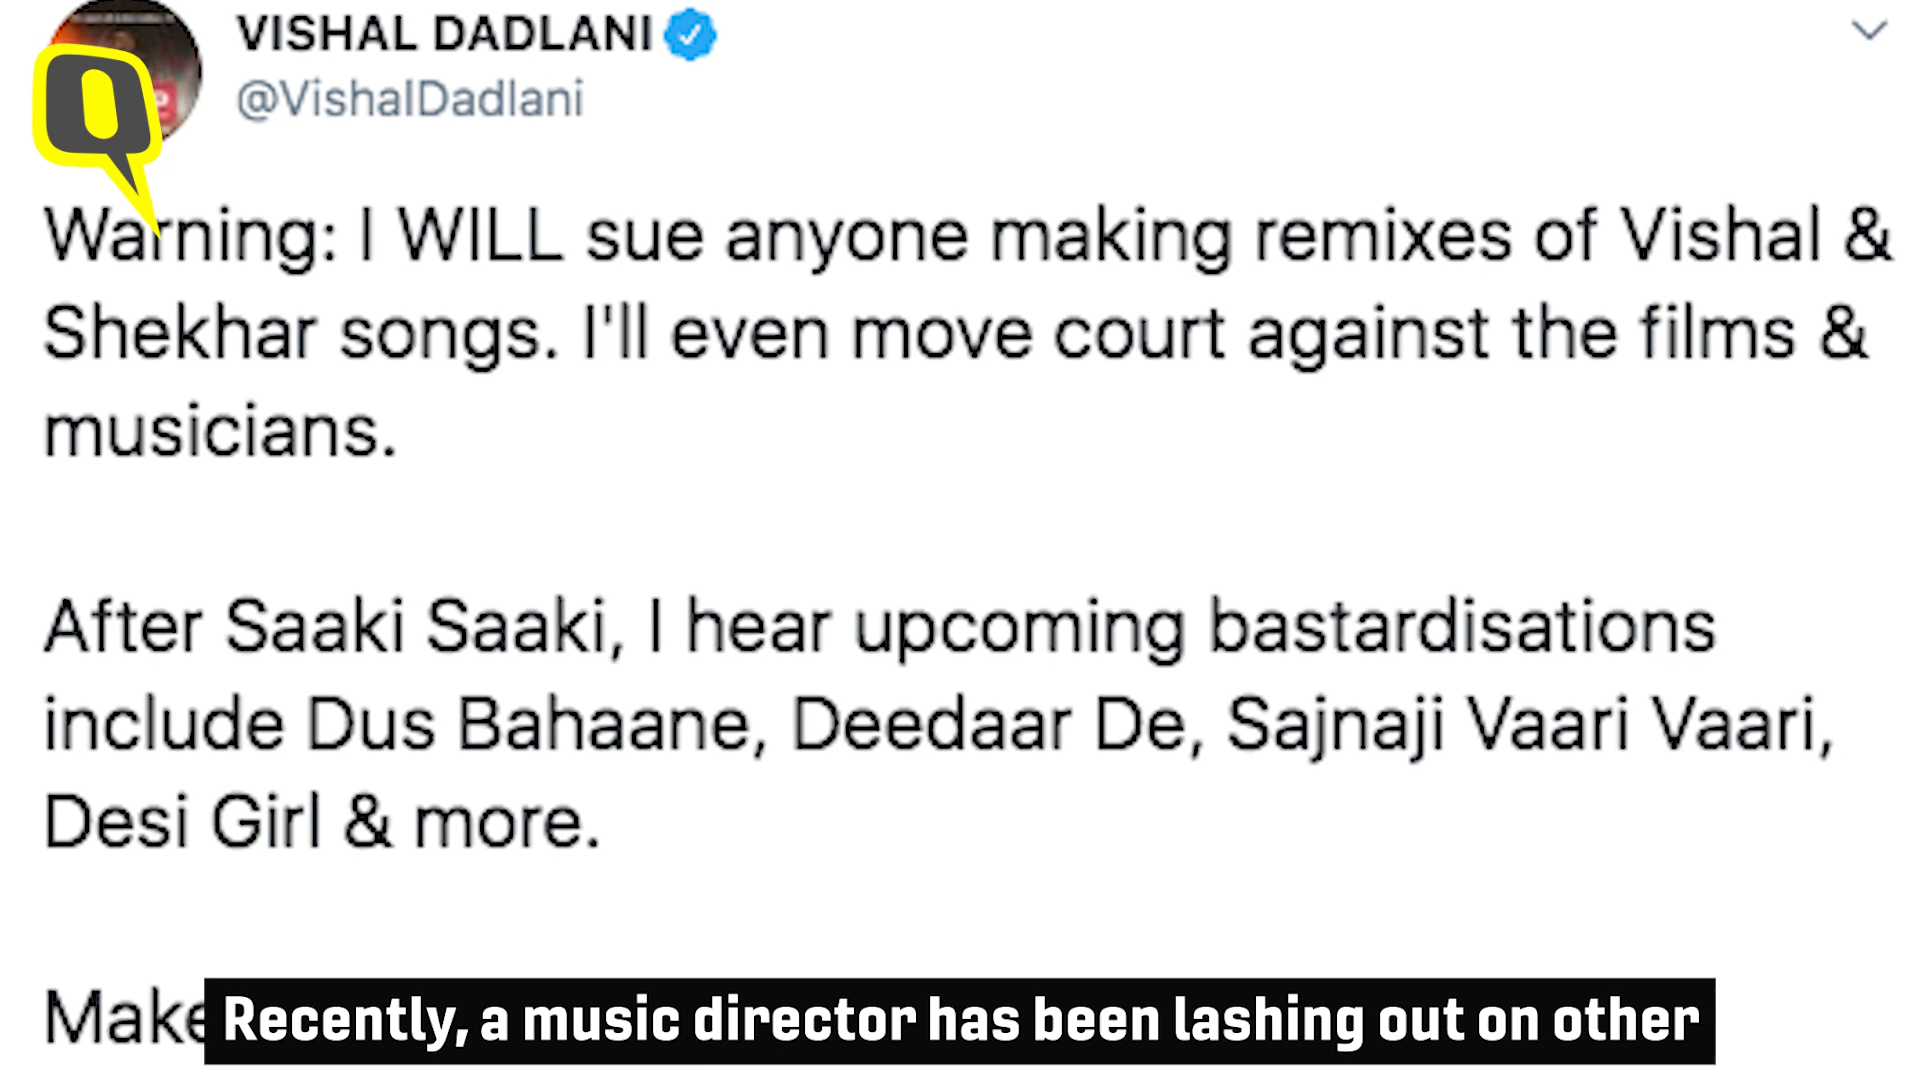 VISHAL DADLANI
@VishalDadlani
Warning: I WILL sue anyone making remixes of Vishal &
Shekhar songs. I'll even move court against the films &
musicians.
After Saaki Saaki, I hear upcoming bastardisations
include Dus Bahaane, Deedaar De, Sajnaji Vaari Vaari,
Desi Girl & more.
Make
Recently, a music director has been lashing out on other